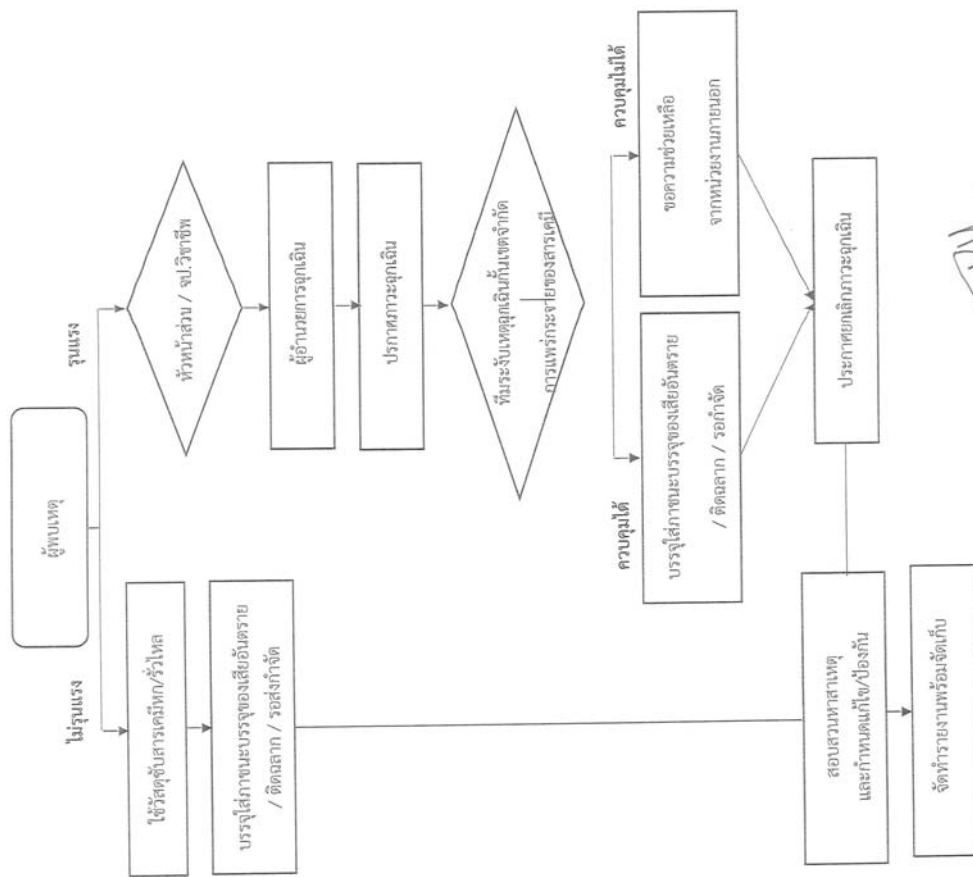 ผู้พบเหตุ
ไม่รุนแรง
รุนแรง
ใช้วัสดุซับสารเคมีหก/รั่วไหล
บรรจุใส่ภาชนะบรรจุของเสียอันตราย
/ ติดฉลาก / รอส่งกำจัด
หัวหน้าส่วน / จป.วิชาชีพ
ผู้อำนวยการฉุกเฉิน
ประกาศภาวะฉุกเฉิน
ทีมระงับเหตุฉุกเฉินกั้นเขตจำกัด
การแพร่กระจายของสารเคมี
ควบคุมได้
ควบคุมไม่ได้
บรรจุใส่ภาชนะบรรจุของเสียอันตราย
/ ติดฉลาก / รอกำจัด
ขอความช่วยเหลือ
จากหน่วยงานภายนอก
ประกาศยกเลิกภาวะฉุกเฉิน
สอบสวนหาสาเหตุ
และกำหนดแก้ไข/ป้องกัน
จัดทำรายงานพร้อมจัดเก็บ